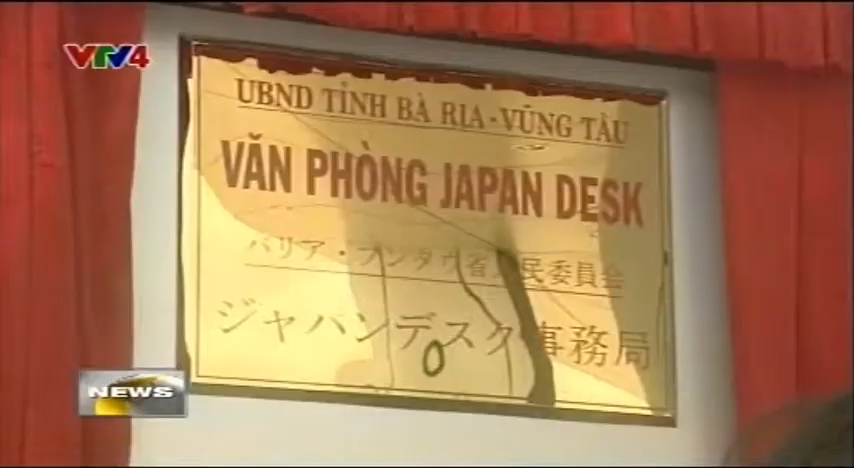 VTV4
UBND TỈNH BÀ RỊA-VŨNG TÀU
VĂN PHÒNG JAPAN DESK
バリア・ブンタウ省人民委員会
ジャパンデスク事務局
NEWS